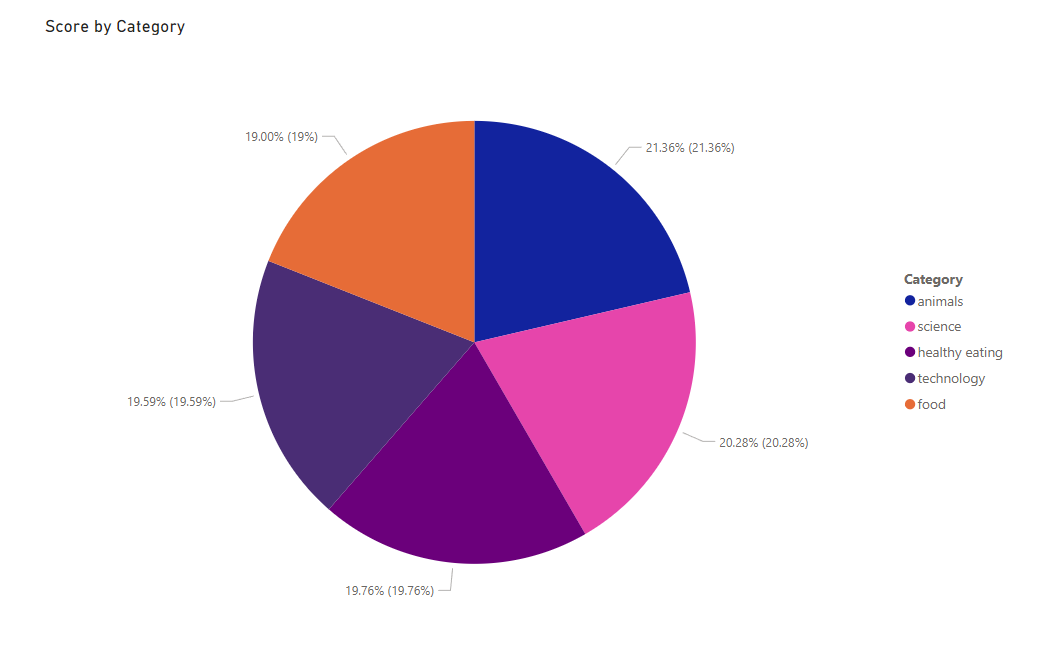 Score by Category
19.00% (19%)
21.36% (21.36%)
Category
animals
science
healthy eating
technology
food
19.59% (19.59%)
20.28% (20.28%)
19.76% (19.76%)